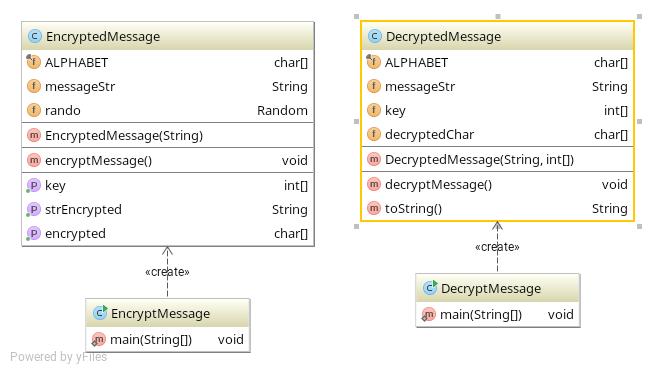 EncryptedMessage
ALPHABET char[]
messageStr String
rando Random
EncryptedMessage(String)
encryptMessage() void
key int[]
strEncrypted String
encrypted char[]
«create»
EncryptMessage
main(String[]) void
DecryptedMessage
ALPHABET char[]
messageStr String
key int[]
decryptedChar char[]
DecryptedMessage(String, int[])
decryptMessage() void
toString() String
«create»
DecryptMessage
main(String[]) void
Powered by yFiles